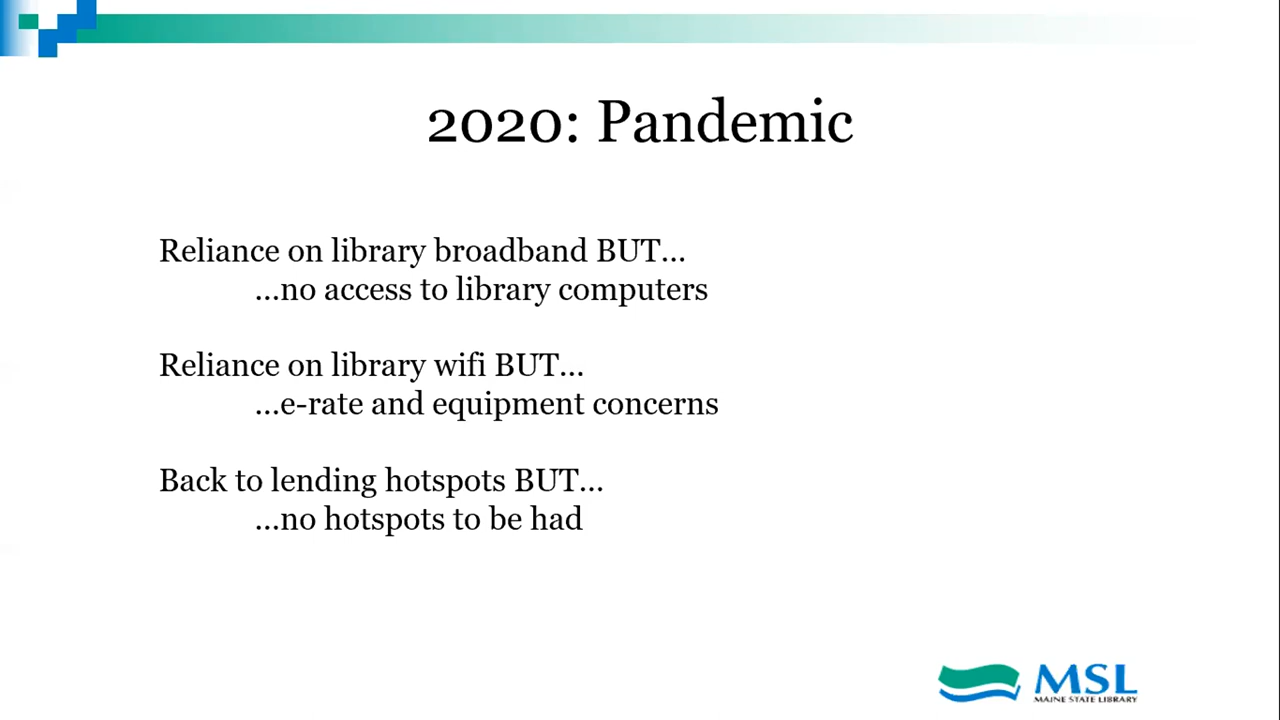 2020: Pandemic
Reliance on library broadband BUT...
...no access to library computers
Reliance on library wifi BUT...
...e-rate and equipment concerns
Back to lending hotspots BUT...
...no hotspots to be had
MSL
MAINE STATE LIBRARY